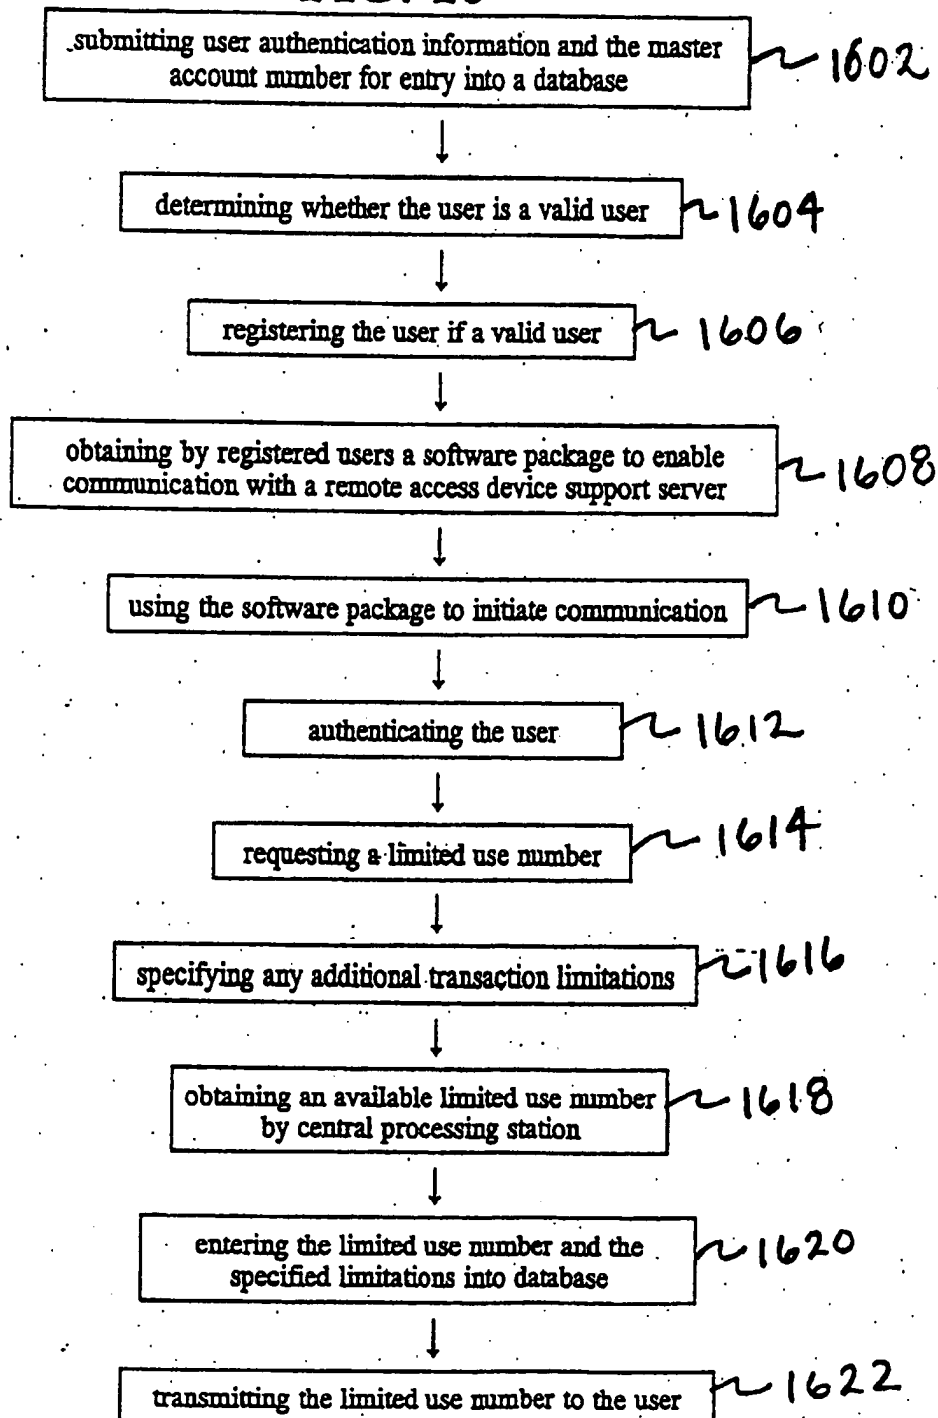 submitting user authentication information and the master
account number for entry into a database
1602
determining whether the user is a valid user
1604
registering the user if a valid user
1606
obtaining by registered users a software package to enable
communication with a remote access device support server
1608
using the software package to initiate communication
1610
authenticating the user
1612
requesting a limited use number
1614
specifying any additional transaction limitations
1616
obtaining an available limited use number
by central processing station
1618
entering the limited use number and the
specified limitations into database
1620
transmitting the limited use number to the user
1622